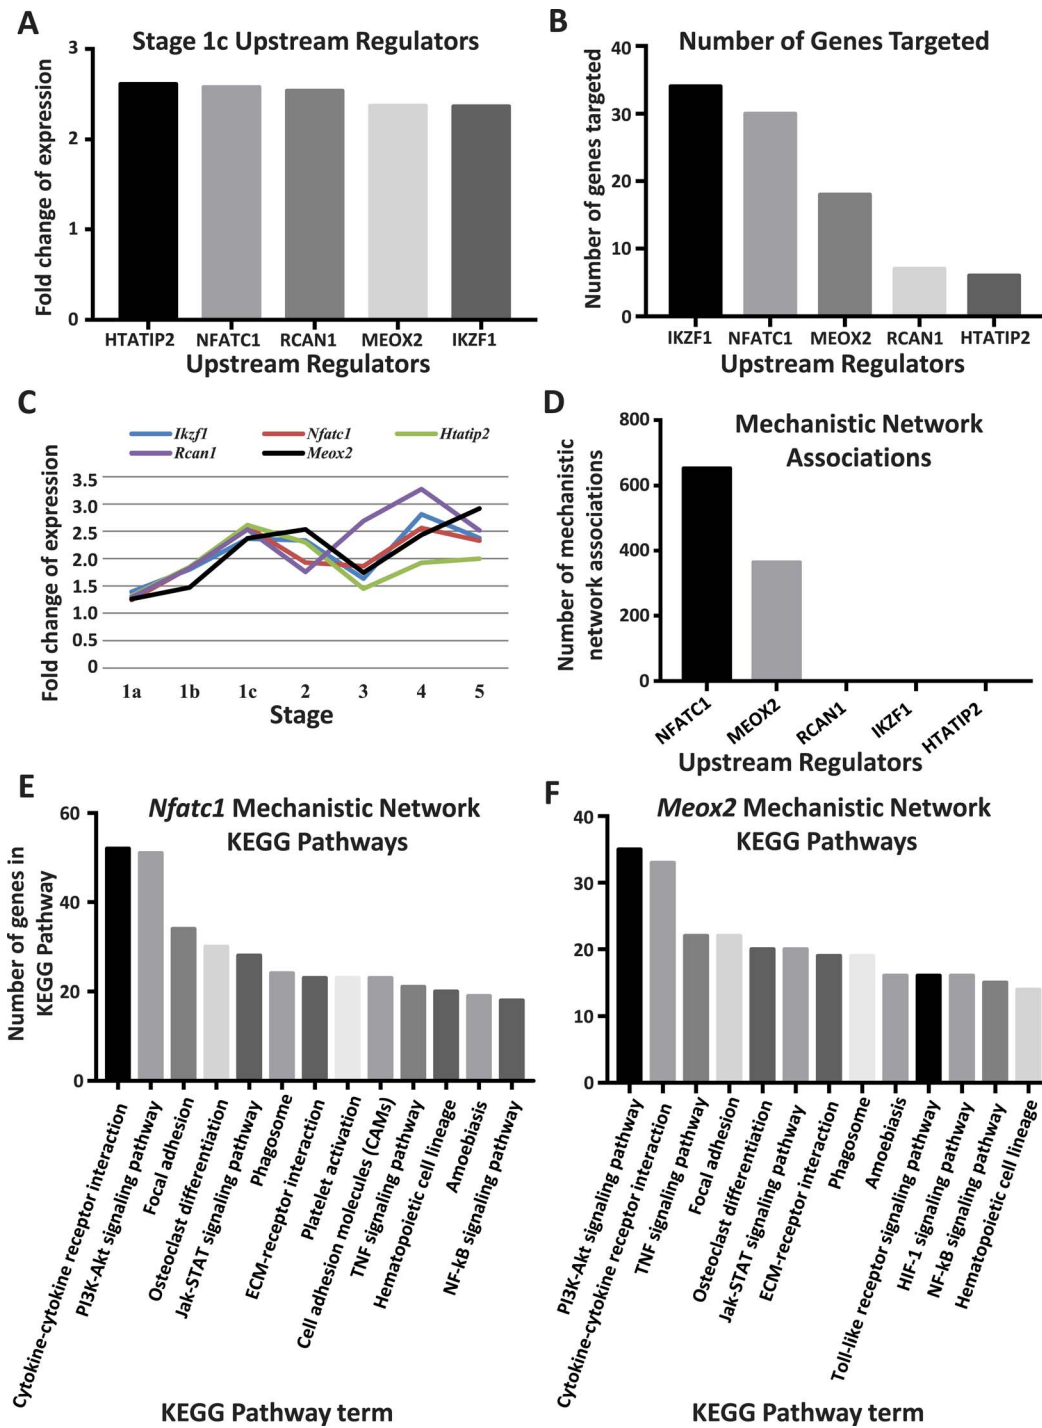 A
Stage 1c Upstream Regulators
Fold change of expression
3
2
1
0
HTATIP2 NFATC1 RCAN1 MEOX2 IKZF1
Upstream Regulators
B
Number of Genes Targeted
Number of genes targeted
40
30
20
10
0
IKZF1 NFATC1 MEOX2 RCAN1 HTATIP2
Upstream Regulators
C
Ikzf1 Nfatc1 Htatip2
Rcan1 Meox2
Fold change of expression
3.5
3.0
2.5
2.0
1.5
1.0
0.5
0
1a 1b 1c 2 3 4 5
Stage
D
Mechanistic Network
Associations
Number of mechanistic
network associations
800
600
400
200
0
NFATC1
MEOX2
RCAN1
IKZF1
HTATIP2
Upstream Regulators
E
Nfatc1 Mechanistic Network
KEGG Pathways
Number of genes in
KEGG Pathway
60
40
20
0
Cytokine-cytokine receptor interaction
PI3K-Akt signaling pathway
Focal adhesion
Osteoclast differentiation
Jak-STAT signaling pathway
Phagosome
ECM-receptor interaction
Platelet activation
Cell adhesion molecules (CAMs)
TNF signaling pathway
Hematopoietic cell lineage
Amoebiasis
NF-kB signaling pathway
KEGG Pathway term
F
Meox2 Mechanistic Network
KEGG Pathways
40
30
20
10
0
PI3K-Akt signaling pathway
Cytokine-cytokine receptor interaction
TNF signaling pathway
Focal adhesion
Osteoclast differentiation
Jak-STAT signaling pathway
ECM-receptor interaction
Phagosome
Amoebiasis
Toll-like receptor signaling pathway
HIF-1 signaling pathway
NF-kB signaling pathway
Hematopoietic cell lineage
KEGG Pathway term